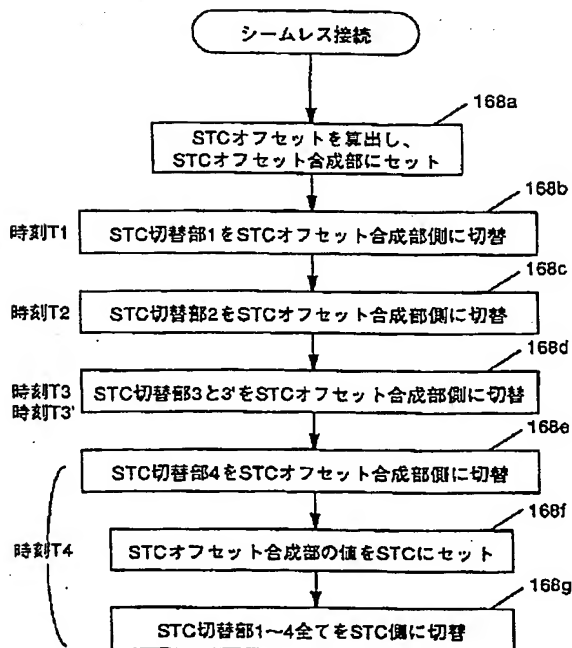 シームレス接続
168a
STCオフセットを算出し、
STCオフセット合成部にセット
168b
時刻T1
STC切替部1をSTCオフセット合成部側に切替
168c
時刻T2
STC切替部2をSTCオフセット合成部側に切替
168d
時刻T3
時刻T3'
STC切替部3と3'をSTCオフセット合成部側に切替
168e
STC切替部4をSTCオフセット合成部側に切替
168f
時刻T4
STCオフセット合成部の値をSTCにセット
168g
STC切替部1~4全てをSTC側に切替